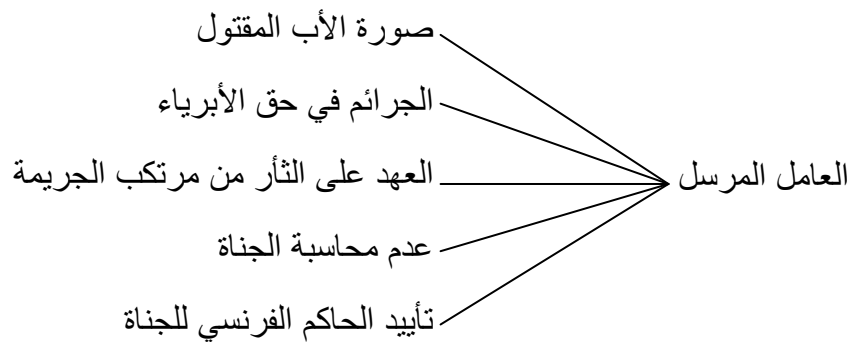 صورة الأب المقتول
الجرائم في حق الأبرياء
العامل المرسل
العهد على الثأر من مرتكب الجريمة
عدم محاسبة الجناة
تأييد الحاكم الفرنسي للجناة